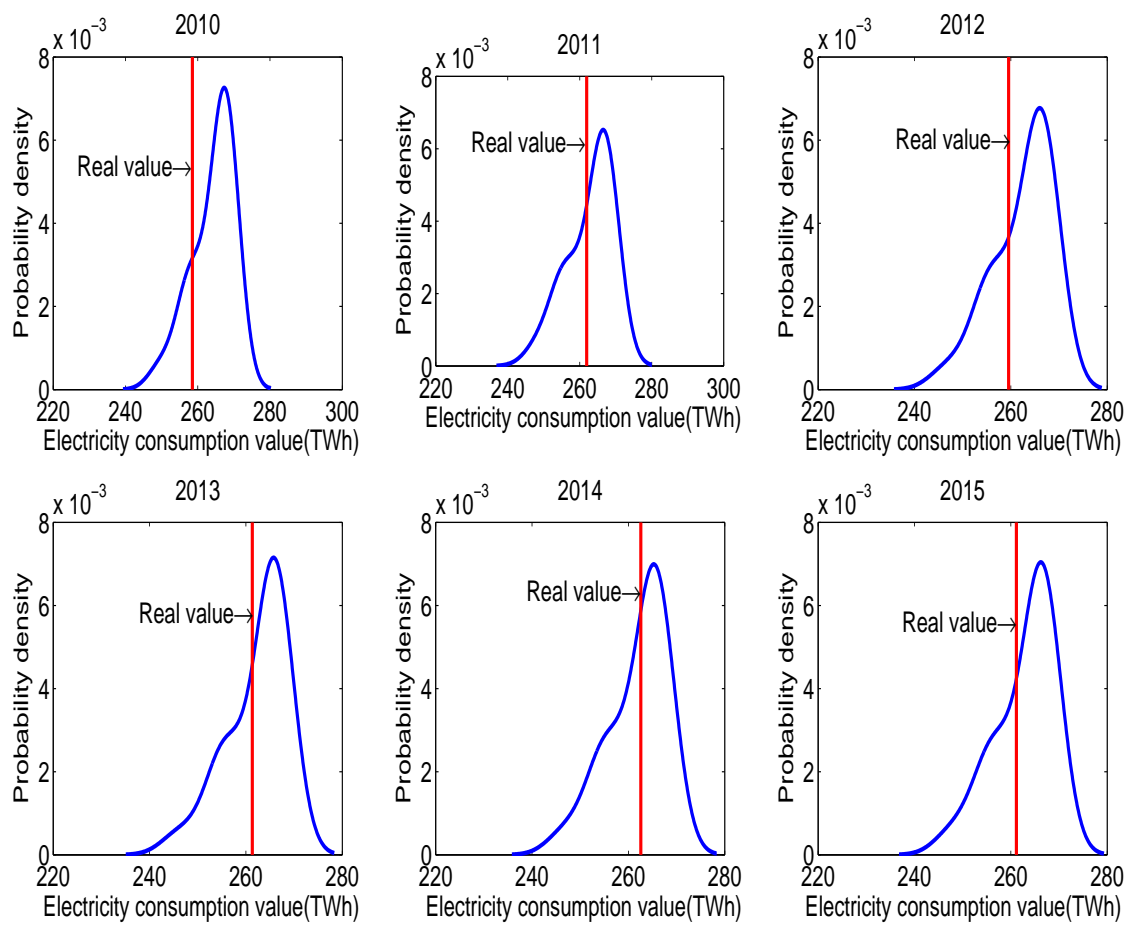 2010
x 10−3
Probability density
8
6
4
2
0
Real value→
220 240 260 280 300
Electricity consumption value(TWh)
2011
x 10−3
Probability density
8
6
4
2
0
Real value→
220 240 260 280 300
Electricity consumption value(TWh)
2012
x 10−3
Probability density
8
6
4
2
0
Real value→
220 240 260 280
Electricity consumption value(TWh)
2013
x 10−3
Probability density
8
6
4
2
0
Real value→
220 240 260 280
Electricity consumption value(TWh)
2014
x 10−3
Probability density
8
6
4
2
0
Real value→
220 240 260 280
Electricity consumption value(TWh)
2015
x 10−3
Probability density
8
6
4
2
0
Real value→
220 240 260 280
Electricity consumption value(TWh)